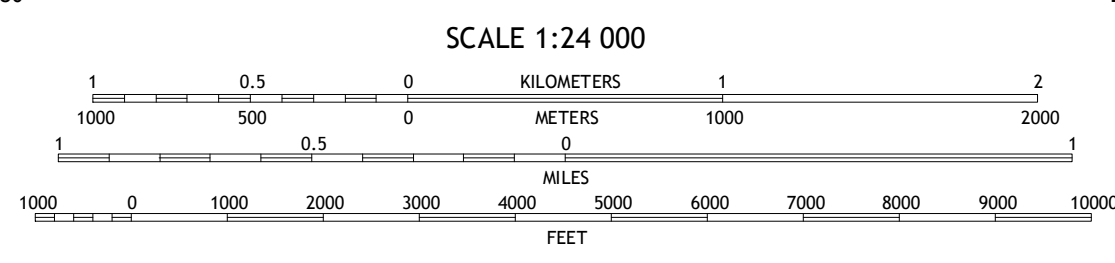 SCALE 1:24 000
1 0.5 0 KILOMETERS 1 2
1000 500 0 METERS 1000 2000
1 0.5 0 1
MILES
1000 0 1000 2000 3000 4000 5000 6000 7000 8000 9000 10000
FEET